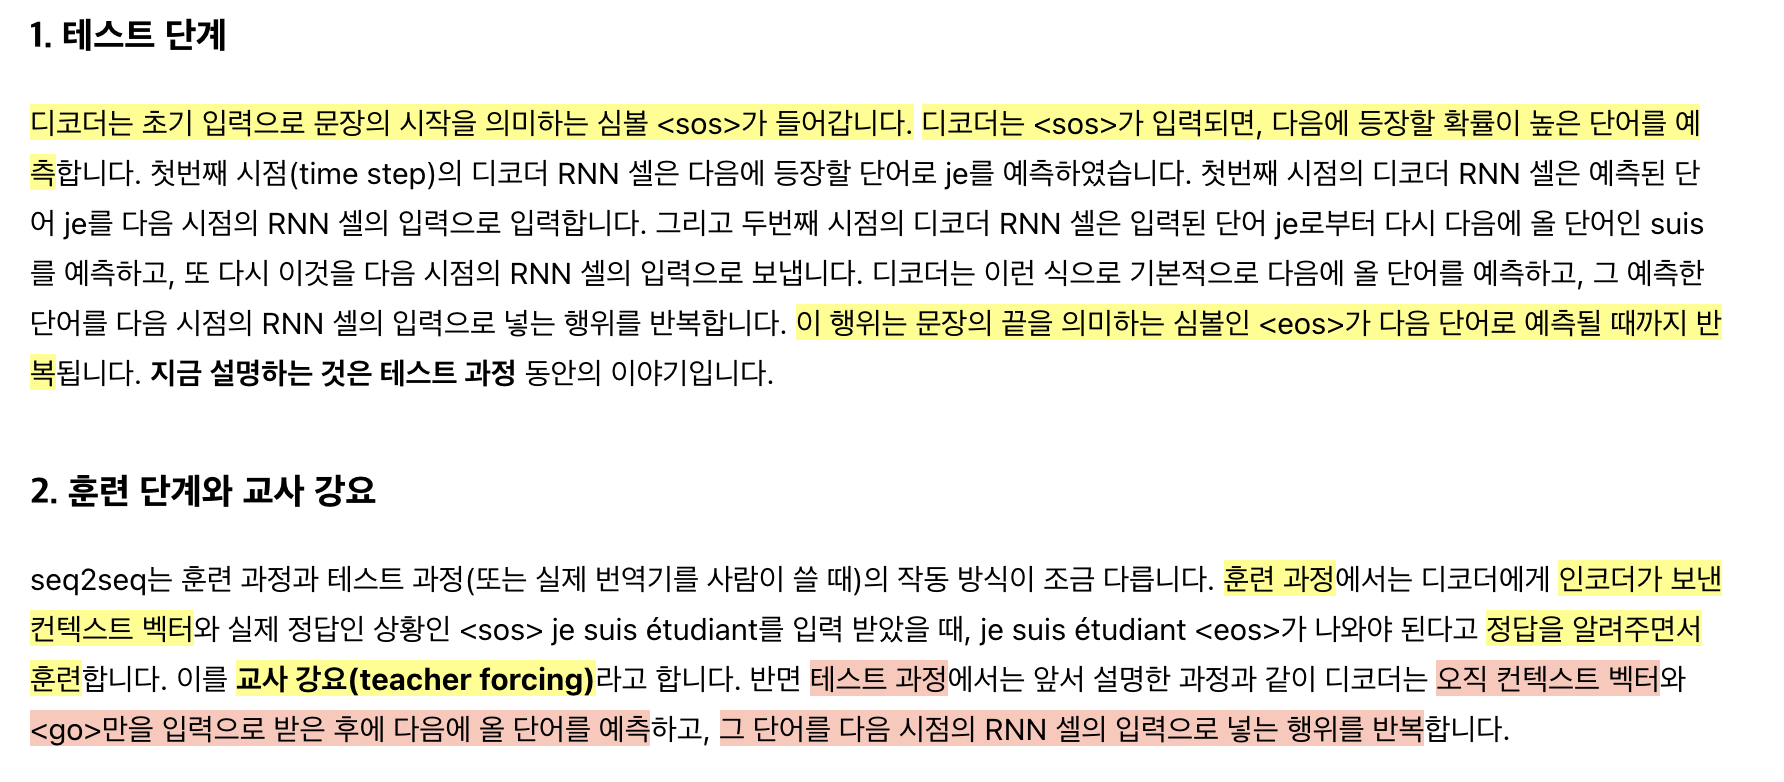 1. 테스트 단계
디코더는 초기 입력으로 문장의 시작을 의미하는 심볼 <sos>가 들어갑니다. 디코더는 <sos>가 입력되면, 다음에 등장할 확률이 높은 단어를 예
측합니다. 첫번째 시점(time step)의 디코더 RNN 셀은 다음에 등장할 단어로 je를 예측하였습니다. 첫번째 시점의 디코더 RNN 셀은 예측된 단
어 je를 다음 시점의 RNN 셀의 입력으로 입력합니다. 그리고 두번째 시점의 디코더 RNN 셀은 입력된 단어 je로부터 다시 다음에 올 단어인 suis
를 예측하고, 또 다시 이것을 다음 시점의 RNN 셀의 입력으로 보냅니다. 디코더는 이런 식으로 기본적으로 다음에 올 단어를 예측하고, 그 예측한
단어를 다음 시점의 RNN 셀의 입력으로 넣는 행위를 반복합니다. 이 행위는 문장의 끝을 의미하는 심볼인 <eos>가 다음 단어로 예측될 때까지 반
복됩니다. 지금 설명하는 것은 테스트 과정 동안의 이야기입니다.
2. 훈련 단계와 교사 강요
seq2seq는 훈련 과정과 테스트 과정(또는 실제 번역기를 사람이 쓸 때)의 작동 방식이 조금 다릅니다. 훈련 과정에서는 디코더에게 인코더가 보낸
컨텍스트 벡터와 실제 정답인 상황인 <sos> je suis étudiant를 입력 받았을 때, je suis étudiant <eos>가 나와야 된다고 정답을 알려주면서
훈련합니다. 이를 교사 강요(teacher forcing)라고 합니다. 반면 테스트 과정에서는 앞서 설명한 과정과 같이 디코더는 오직 컨텍스트 벡터와
<go>만을 입력으로 받은 후에 다음에 올 단어를 예측하고, 그 단어를 다음 시점의 RNN 셀의 입력으로 넣는 행위를 반복합니다.